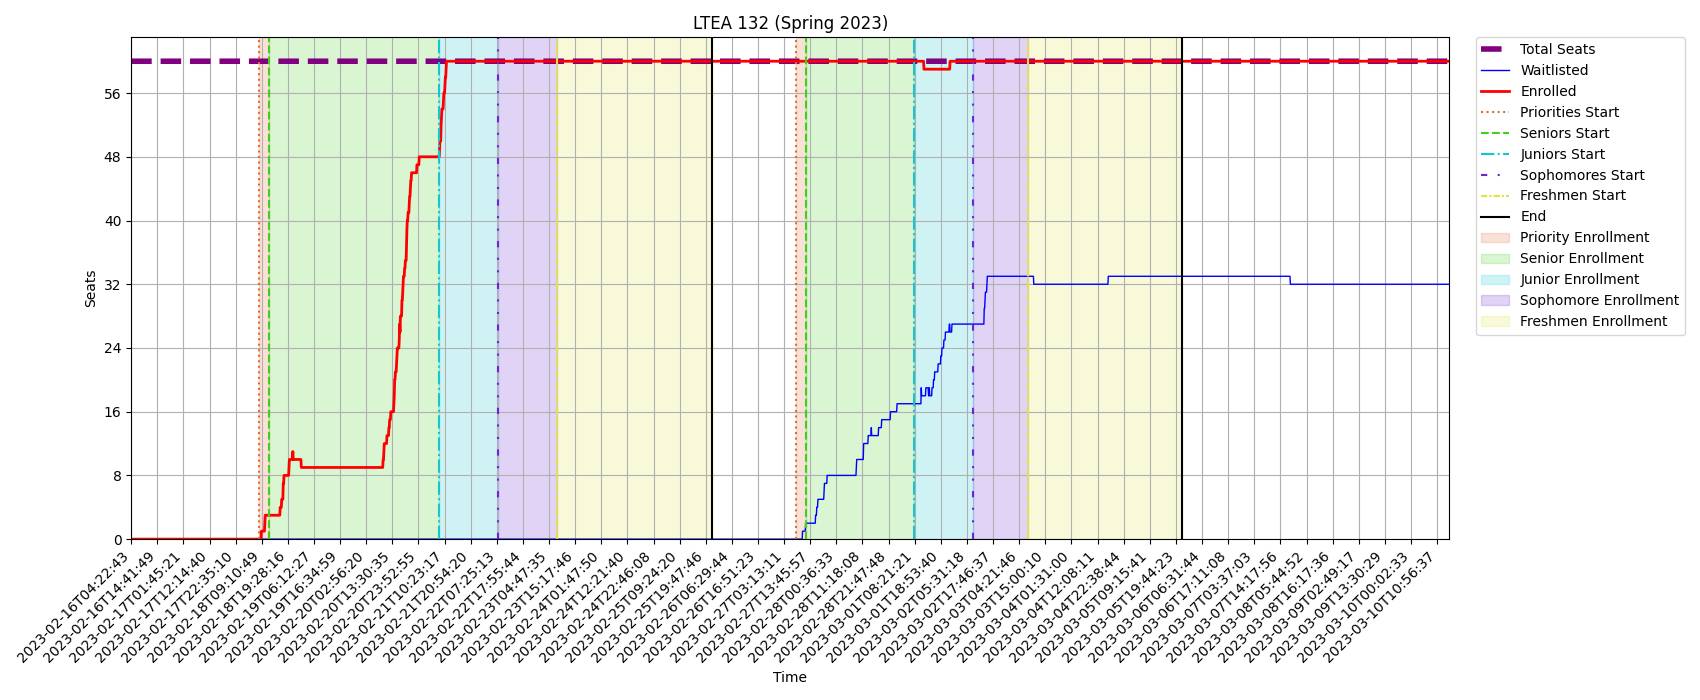 LTEA 132 (Spring 2023)
Total Seats
Waitlisted
Enrolled
Priorities Start
Seniors Start
Juniors Start
Sophomores Start
Freshmen Start
End
Priority Enrollment
Senior Enrollment
Junior Enrollment
Sophomore Enrollment
Freshmen Enrollment
Seats
56
48
40
32
24
16
8
0
2023-02-16T04:22:43
2023-02-16T14:41:49
2023-02-17T01:45:21
2023-02-17T12:14:40
2023-02-17T22:35:10
2023-02-18T09:10:49
2023-02-18T19:28:16
2023-02-19T06:12:27
2023-02-19T16:34:59
2023-02-20T02:56:20
2023-02-20T13:30:35
2023-02-20T23:52:55
2023-02-21T10:23:17
2023-02-21T20:54:20
2023-02-22T07:25:13
2023-02-22T17:55:44
2023-02-23T04:47:35
2023-02-23T15:17:46
2023-02-24T01:47:50
2023-02-24T12:21:40
2023-02-24T22:46:08
2023-02-25T09:24:20
2023-02-25T19:47:46
2023-02-26T06:29:44
2023-02-26T16:51:23
2023-02-27T03:13:11
2023-02-27T13:45:57
2023-02-28T00:36:33
2023-02-28T11:18:08
2023-02-28T21:47:48
2023-03-01T08:21:21
2023-03-01T18:53:40
2023-03-02T05:31:18
2023-03-02T17:46:37
2023-03-03T04:21:46
2023-03-03T15:00:10
2023-03-04T01:31:00
2023-03-04T12:08:11
2023-03-04T22:38:44
2023-03-05T09:15:41
2023-03-05T19:44:23
2023-03-06T06:31:44
2023-03-06T17:11:08
2023-03-07T03:37:03
2023-03-07T14:17:56
2023-03-08T05:44:52
2023-03-08T16:17:36
2023-03-09T02:49:17
2023-03-09T13:30:29
2023-03-10T00:02:33
2023-03-10T10:56:37
Time